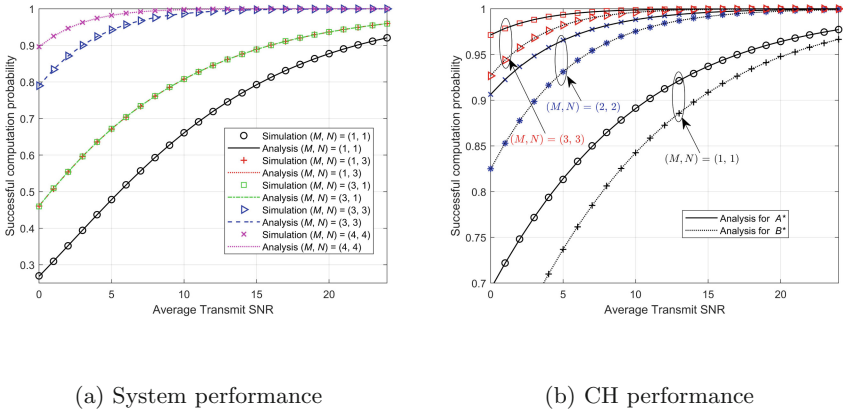 Successful computation probability
1
0.9
0.8
0.7
0.6
0.5
0.4
0.3
0
5
10
15
20
Average Transmit SNR
Simulation (M, N) = (1, 1)
Analysis (M, N) = (1, 1)
Simulation (M, N) = (1, 3)
Analysis (M, N) = (1, 3)
Simulation (M, N) = (3, 1)
Analysis (M, N) = (3, 1)
Simulation (M, N) = (3, 3)
Analysis (M, N) = (3, 3)
Simulation (M, N) = (4, 4)
Analysis (M, N) = (4, 4)
(a) System performance
Successful computation probability
1
0.95
0.9
0.85
0.8
0.75
0.7
0
5
10
15
20
Average Transmit SNR
(M, N) = (2, 2)
(M, N) = (3, 3)
(M, N) = (1, 1)
Analysis for A*
Analysis for B*
(b) CH performance